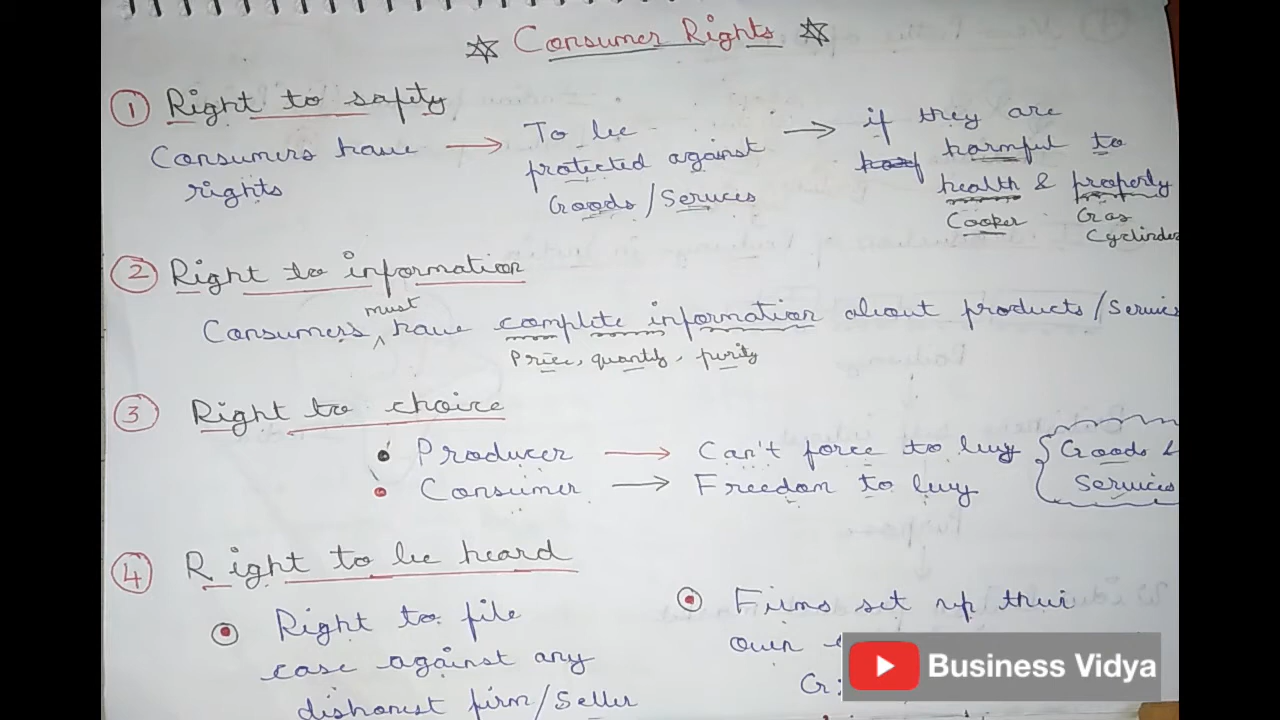 Consumer Rights
1 Right to safety
Consumers have → To be → if they are
rights protected against harmful to
Goods/Services health & property
Cooper Gas
Cyclinder
2 Right to information
must
Consumers have complete information about products/Services
Price, quantity, purity
3 Right to choice
• Producer → Can't force to buy Goods &
• Consumer → Freedom to buy Services
4 Right to be heard
Right to file Firms set up their
case against any own
dishonest firm/Seller
Business Vidya